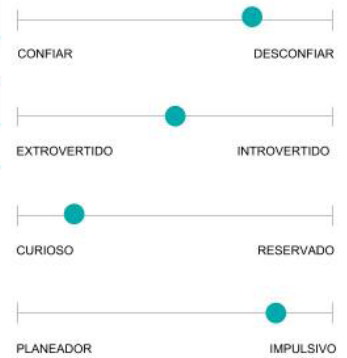 CONFIAR DESCONFIAR
EXTROVERTIDO INTROVERTIDO
CURIOSO RESERVADO
PLANEADOR IMPULSIVO